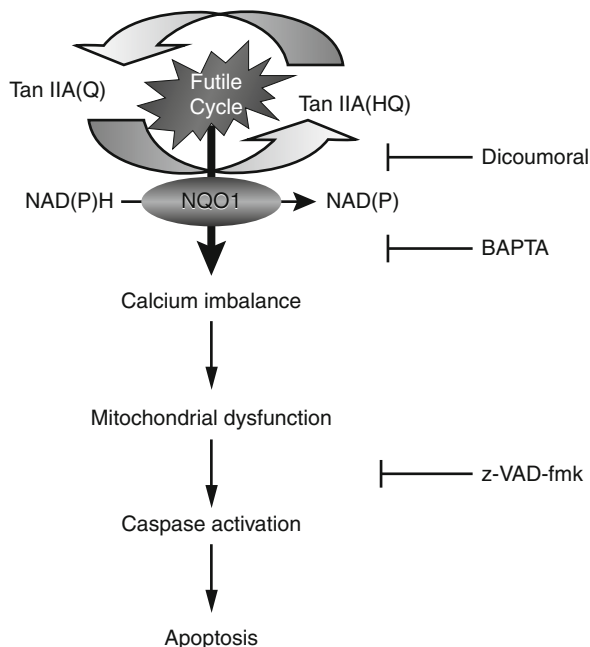 Futile
Cycle
Tan IIA(Q)
Tan IIA(HQ)
Dicoumoral
NAD(P)H
NQO1
NAD(P)
BAPTA
Calcium imbalance
Mitochondrial dysfunction
z-VAD-fmk
Caspase activation
Apoptosis